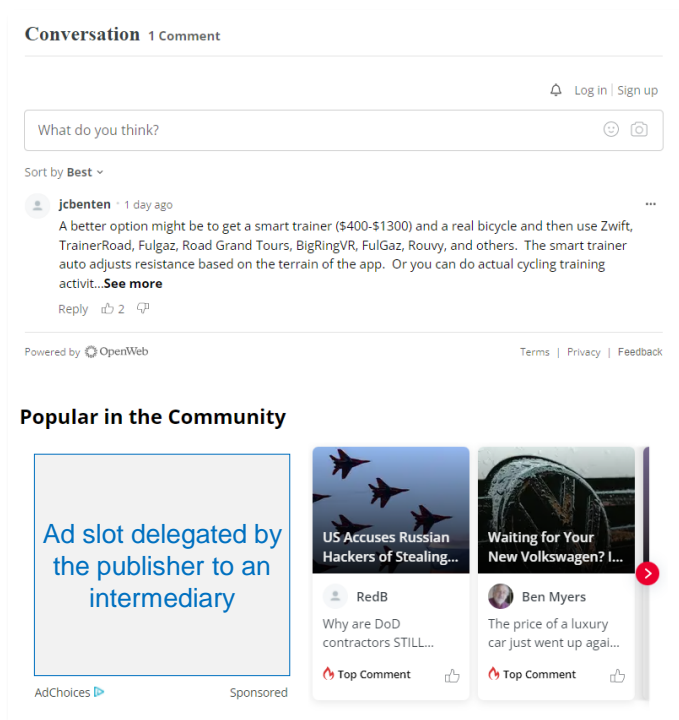 Conversation 1 Comment
Log in | Sign up
What do you think?
Sort by Best
jcbenten · 1 day ago
A better option might be to get a smart trainer ($400-$1300) and a real bicycle and then use Zwift,
TrainerRoad, Fulgaz, Road Grand Tours, BigRingVR, FulGaz, Rouvy, and others. The smart trainer
auto adjusts resistance based on the terrain of the app. Or you can do actual cycling training
activit...See more
Reply 2
Powered by OpenWeb
Terms | Privacy | Feedback
Popular in the Community
Ad slot delegated by
the publisher to an
intermediary
AdChoices Sponsored
US Accuses Russian
Hackers of Stealing...
RedB
Why are DoD
contractors STILL...
Top Comment
Waiting for Your
New Volkswagen? I...
Ben Myers
The price of a luxury
car just went up agai...
Top Comment